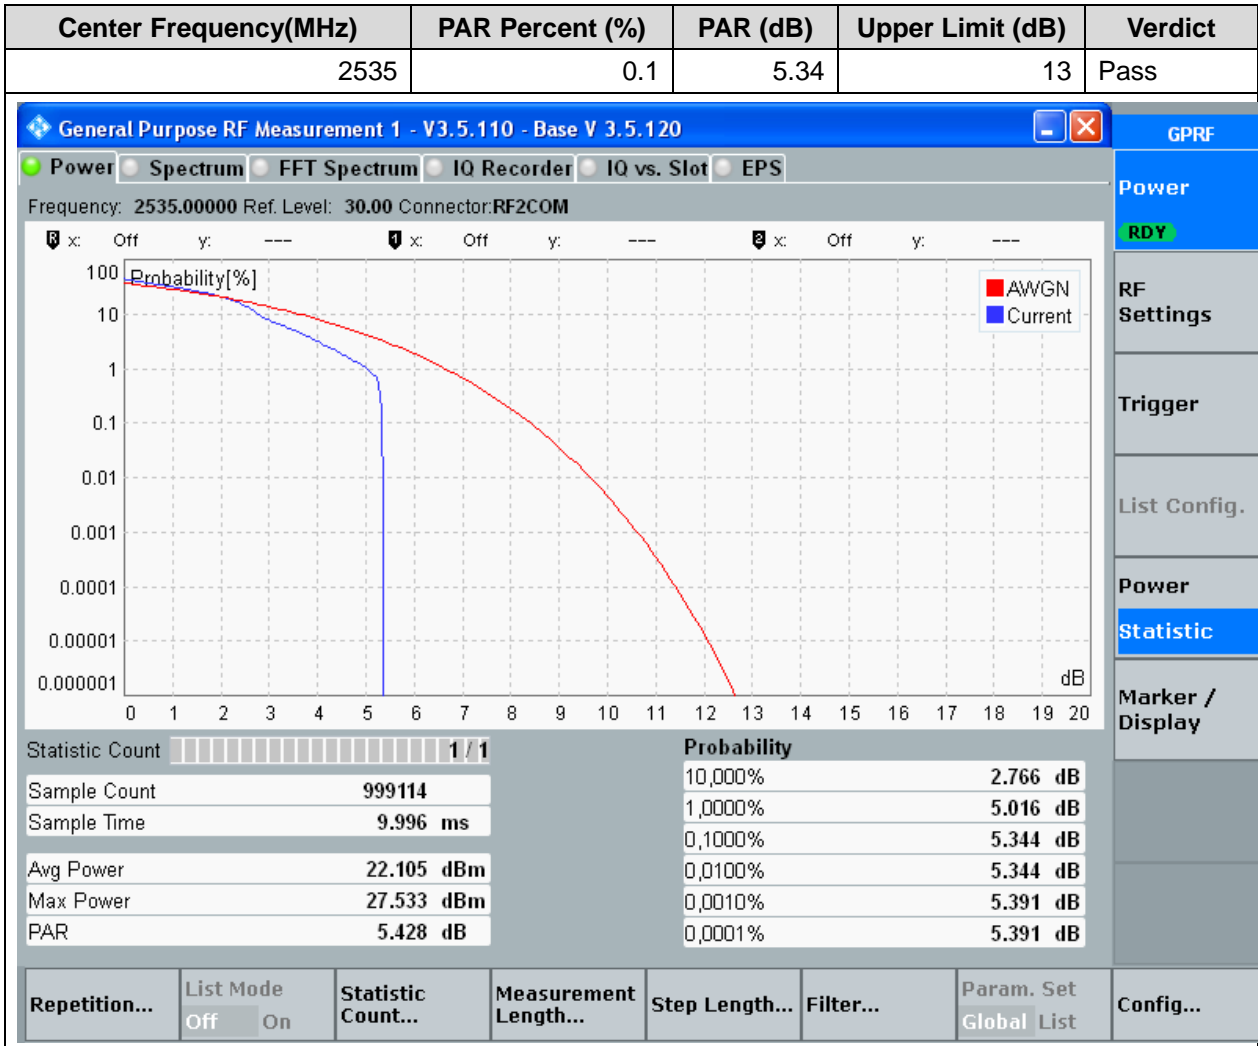 Center Frequency(MHz) PAR Percent (%) PAR (dB) Upper Limit (dB) Verdict
2535 0.1 5.34 13 Pass
General Purpose RF Measurement 1 - V3.5.110 - Base V 3.5.120
GPRF
Power Spectrum FFT Spectrum IQ Recorder IQ vs. Slot EPS
Frequency: 2535.00000 Ref. Level: 30.00 Connector:RF2COM
R x: Off y: --- 1 x: Off y: --- 2 x: Off y: ---
Probability[%]
AWGN
Current
100
10
1
0.1
0.01
0.001
0.0001
0.00001
0.000001
dB
0 1 2 3 4 5 6 7 8 9 10 11 12 13 14 15 16 17 18 19 20
Statistic Count 1 / 1
Sample Count 999114
Sample Time 9.996 ms
Avg Power 22.105 dBm
Max Power 27.533 dBm
PAR 5.428 dB
Probability
10,000% 2.766 dB
1,0000% 5.016 dB
0,1000% 5.344 dB
0,0100% 5.344 dB
0,0010% 5.391 dB
0,0001% 5.391 dB
Power
RDY
RF
Settings
Trigger
List Config.
Power
Statistic
Marker /
Display
Repetition...
List Mode
Off On
Statistic
Count...
Measurement
Length...
Step Length...
Filter...
Param. Set
Global List
Config...